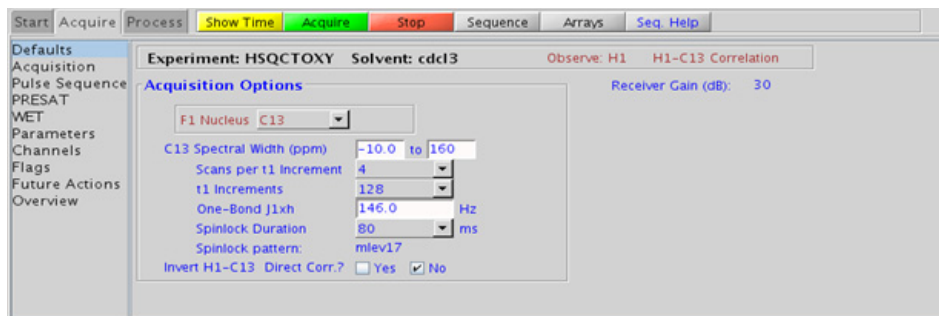 Start Acquire Process Show Time Acquire Stop Sequence Arrays Seq. Help
Defaults
Acquisition
Pulse Sequence
PRESAT
WET
Parameters
Channels
Flags
Future Actions
Overview
Experiment: HSQCTOXY Solvent: cdcl3 Observe: H1 H1-C13 Correlation
Acquisition Options Receiver Gain (dB): 30
F1 Nucleus C13
C13 Spectral Width (ppm) -10.0 to 160
Scans per t1 Increment 4
t1 Increments 128
One-Bond J1xh 146.0 Hz
Spinlock Duration 80 ms
Spinlock pattern: mlev17
Invert H1-C13 Direct Corr.? Yes No